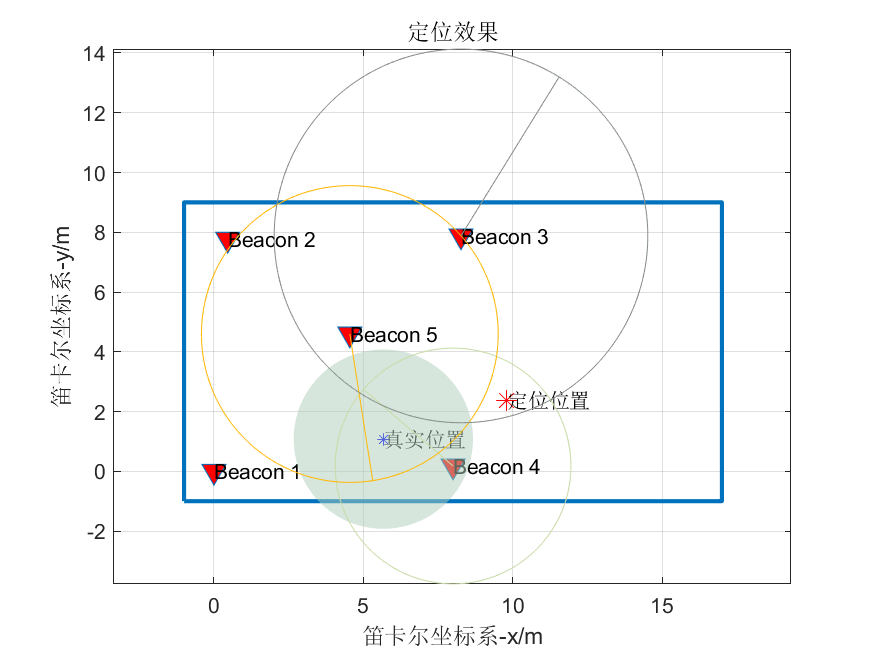 定位效果
14
12
10
8
6
4
2
0
-2
笛卡尔坐标系-y/m
Beacon 2
Beacon 3
Beacon 5
定位位置
真实位置
Beacon 4
Beacon 1
0
5
10
15
笛卡尔坐标系-x/m